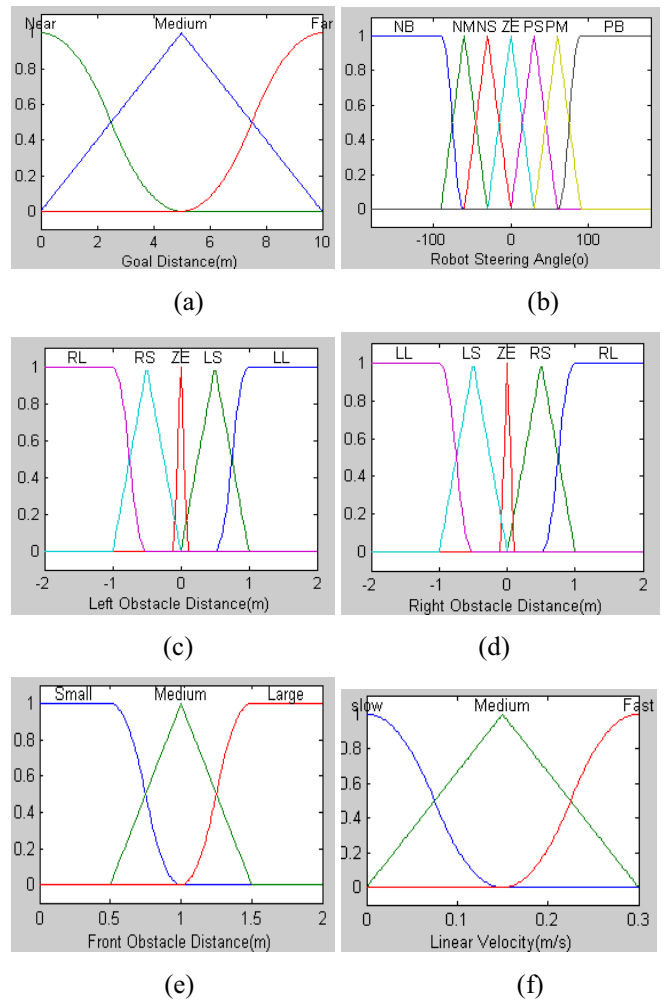 Near Medium Far
1
0.8
0.6
0.4
0.2
0
0 2 4 6 8 10
Goal Distance(m)
(a)
NB NM NS ZE PS PM PB
1
0.8
0.6
0.4
0.2
0
-100 0 100
Robot Steering Angle(o)
(b)
RL RS ZE LS LL
1
0.8
0.6
0.4
0.2
0
-2 -1 0 1 2
Left Obstacle Distance(m)
(c)
LL LS ZE RS RL
1
0.8
0.6
0.4
0.2
0
-2 -1 0 1 2
Right Obstacle Distance(m)
(d)
Small Medium Large
1
0.8
0.6
0.4
0.2
0
0 0.5 1 1.5 2
Front Obstacle Distance(m)
(e)
slow Medium Fast
1
0.8
0.6
0.4
0.2
0
0 0.1 0.2 0.3
Linear Velocity(m/s)
(f)